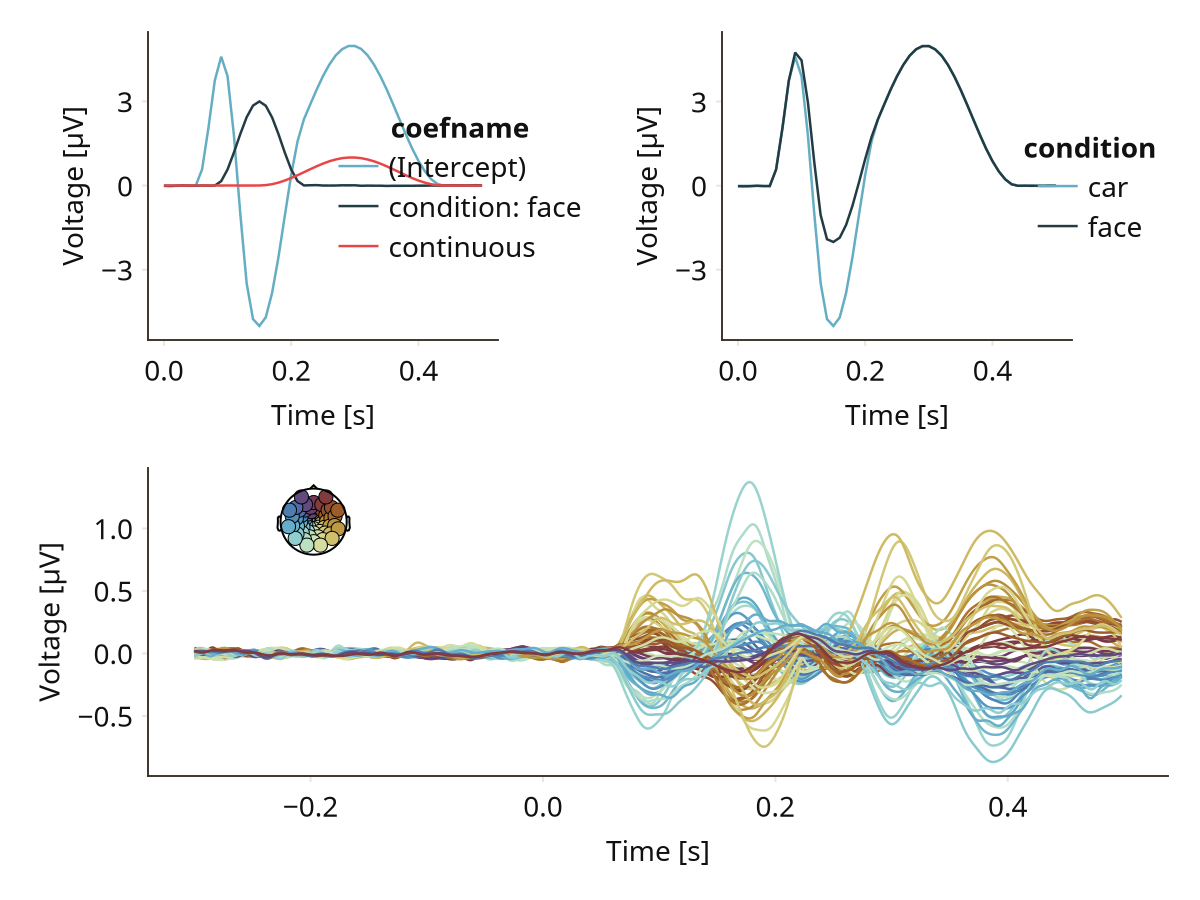 Voltage [µV]
3
0
−3
0.0
0.2
0.4
Time [s]
coefname
(Intercept)
condition: face
continuous
Voltage [µV]
3
0
−3
0.0
0.2
0.4
Time [s]
condition
car
face
Voltage [µV]
1.0
0.5
0.0
−0.5
−0.2
0.0
0.2
0.4
Time [s]